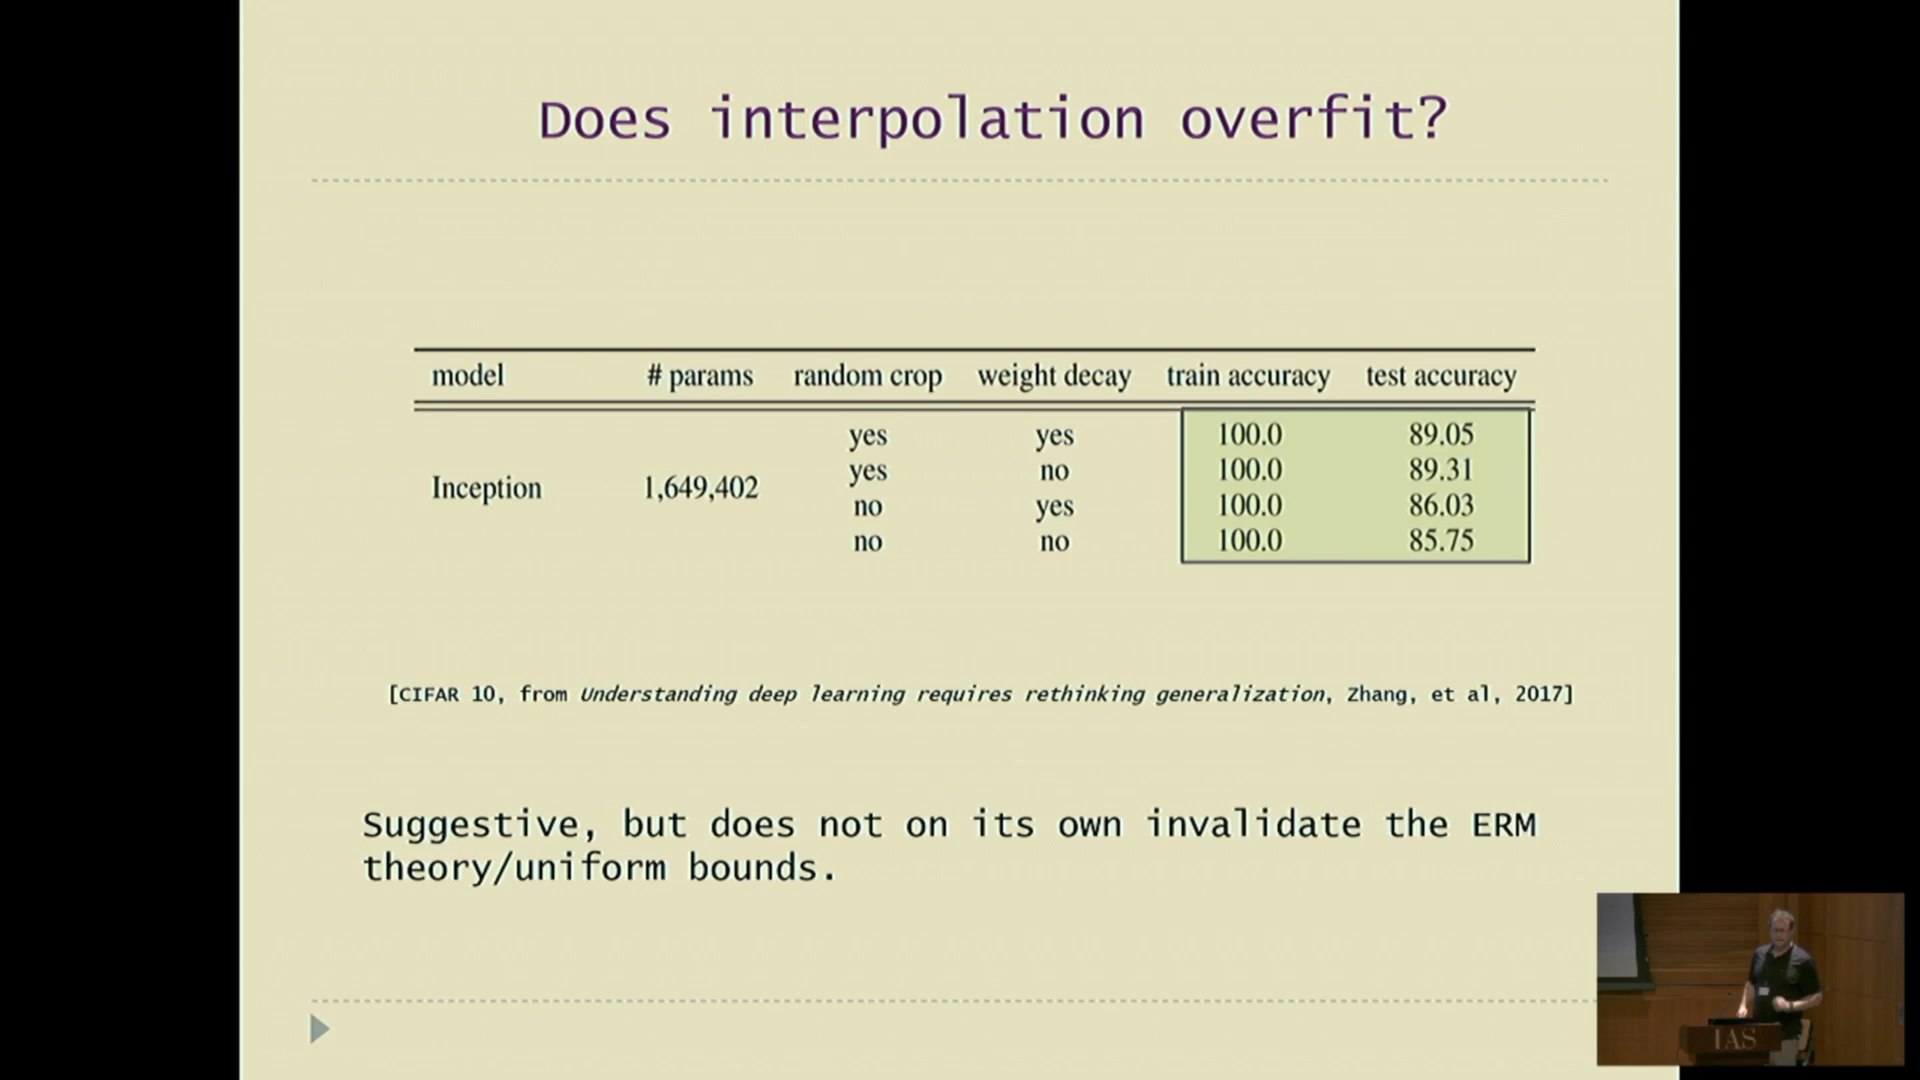 Does interpolation overfit?
model # params random crop weight decay train accuracy test accuracy
yes yes 100.0 89.05
yes no 100.0 89.31
Inception 1,649,402
no yes 100.0 86.03
no no 100.0 85.75
[CIFAR 10, from Understanding deep learning requires rethinking generalization, Zhang, et al, 2017]
Suggestive, but does not on its own invalidate the ERM
theory/uniform bounds.
IAS